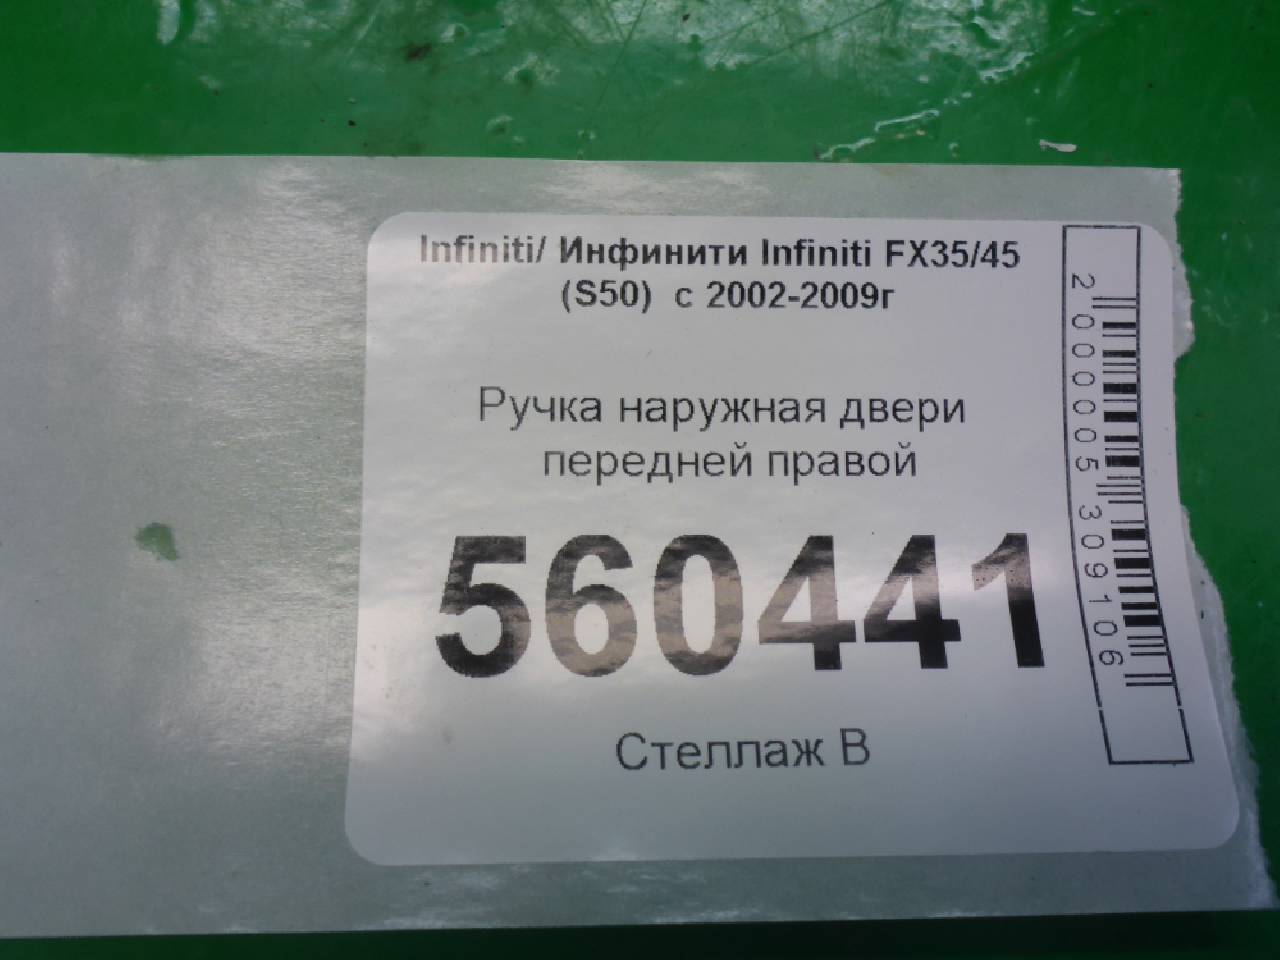 Infiniti/ Инфинити Infiniti FX35/45
(S50) с 2002-2009г
Ручка наружная двери
передней правой
560441
Стеллаж В
2000005309106